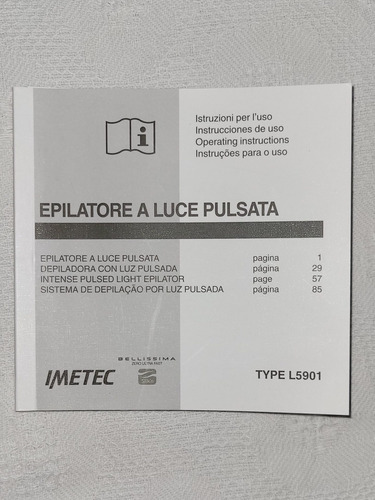 Istruzioni per l'uso
Instrucciones de uso
Operating instructions
Instruções para o uso
EPILATORE A LUCE PULSATA
EPILATORE A LUCE PULSATA pagina 1
DEPILADORA CON LUZ PULSADA página 29
INTENSE PULSED LIGHT EPILATOR page 57
SISTEMA DE DEPILAÇÃO POR LUZ PULSADA página 85
BELLISSIMA
IMETEC
TYPE L5901